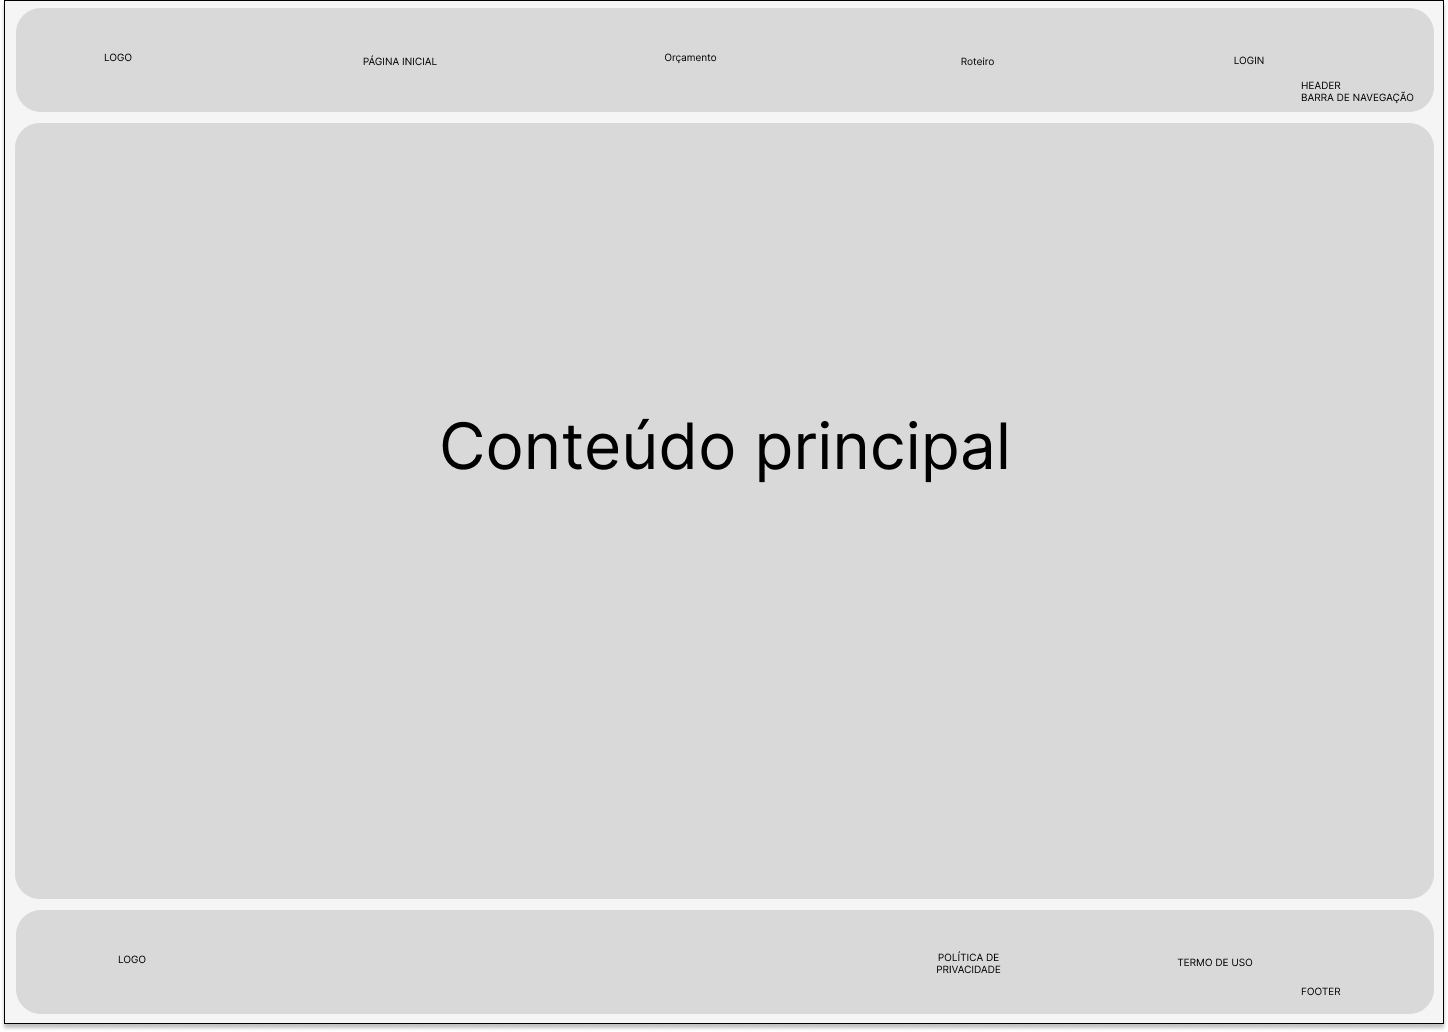 LOGO
PÁGINA INICIAL
Orçamento
Roteiro
LOGIN
HEADER
BARRA DE NAVEGAÇÃO
Conteúdo principal
LOGO
POLÍTICA DE
PRIVACIDADE
TERMO DE USO
FOOTER